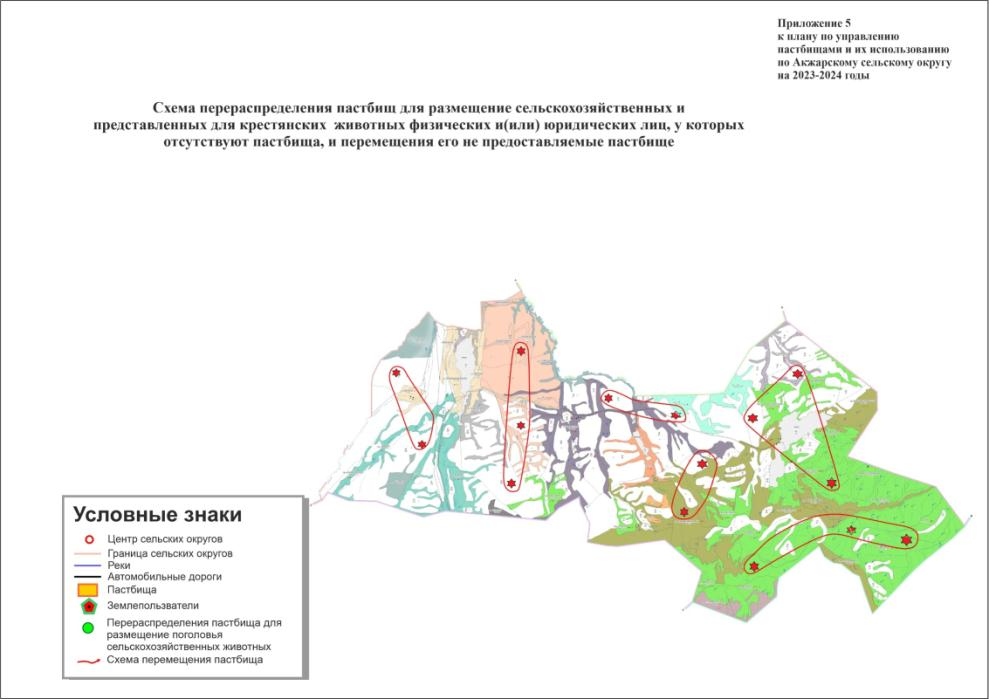 Приложение 5
к плану по управлению
пастбищами и их использованию
по Акжарскому сельскому округу
на 2023-2024 годы
Схема перераспределения пастбищ для размещение сельскохозяйственных и
представленных для крестянских животных физических и(или) юридических лиц, у которых
отсутствуют пастбища, и перемещения его не предоставляемые пастбище
Условные знаки
Центр сельских округов
Граница сельских округов
Реки
Автомобильные дороги
Пастбища
Землепользватели
Перераспределения пастбища для
размещение поголовья
сельскохозяйственных животных
Схема перемещения пастбища